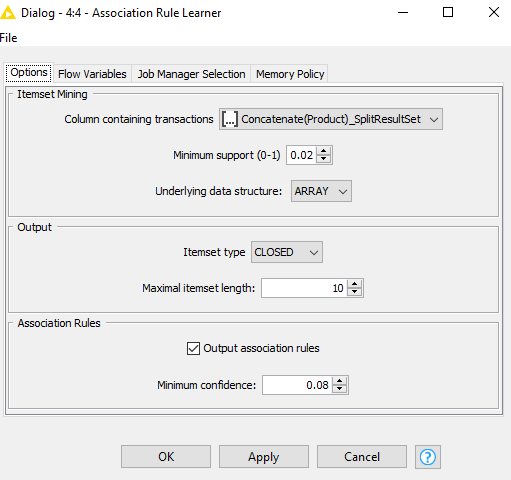 Dialog - 4:4 - Association Rule Learner
File
Options Flow Variables Job Manager Selection Memory Policy
Itemset Mining
Column containing transactions [...] Concatenate(Product)_SplitResultSet
Minimum support (0-1) 0.02
Underlying data structure: ARRAY
Output
Itemset type CLOSED
Maximal itemset length: 10
Association Rules
Output association rules
Minimum confidence: 0.08
OK Apply Cancel ?